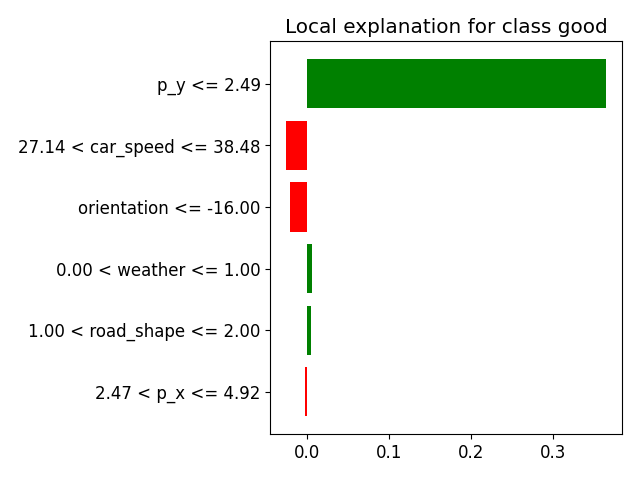 Local explanation for class good
p_y <= 2.49
27.14 < car_speed <= 38.48
orientation <= -16.00
0.00 < weather <= 1.00
1.00 < road_shape <= 2.00
2.47 < p_x <= 4.92
0.0 0.1 0.2 0.3